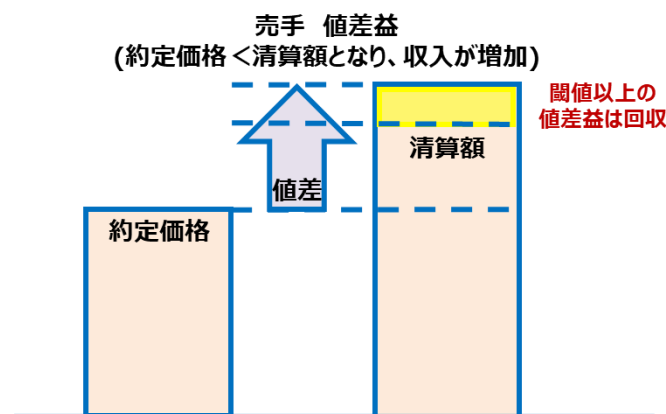 売手 値差益
(約定価格＜清算額となり、収入が増加)
閾値以上の
値差益は回収
清算額
値差
約定価格